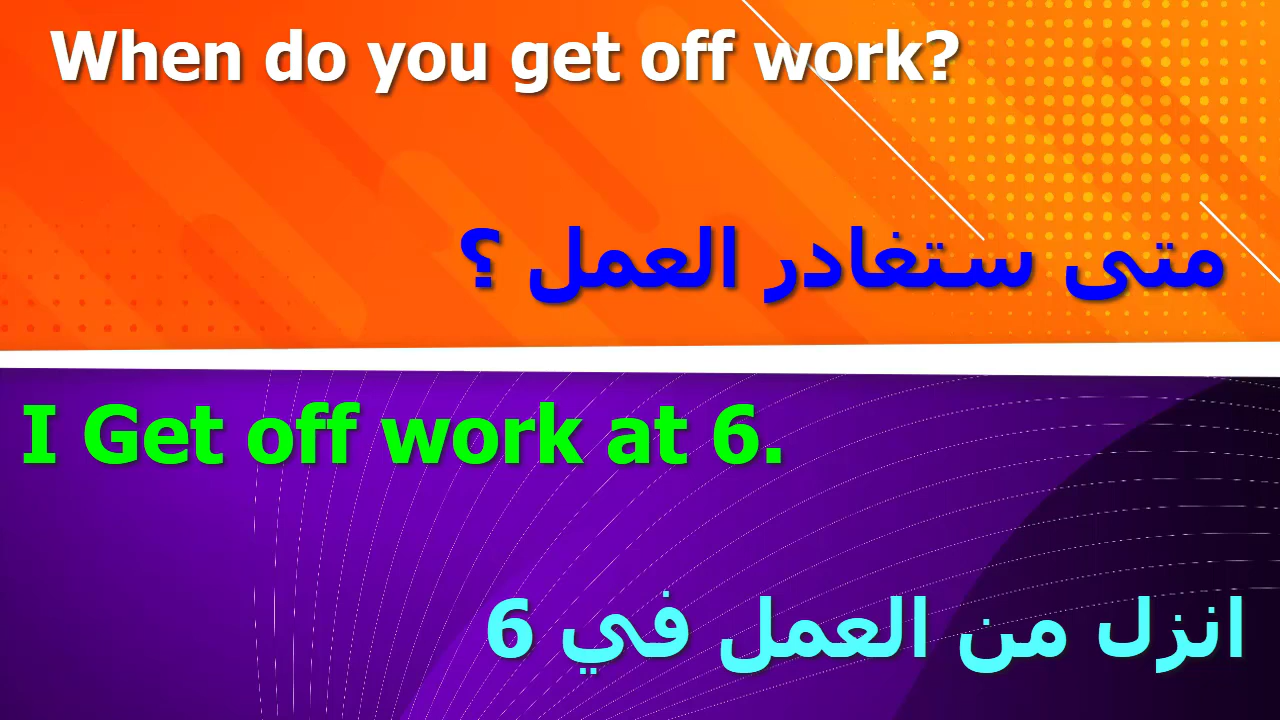 When do you get off work?
متى ستغادر العمل ؟
I Get off work at 6.
انزل من العمل في 6